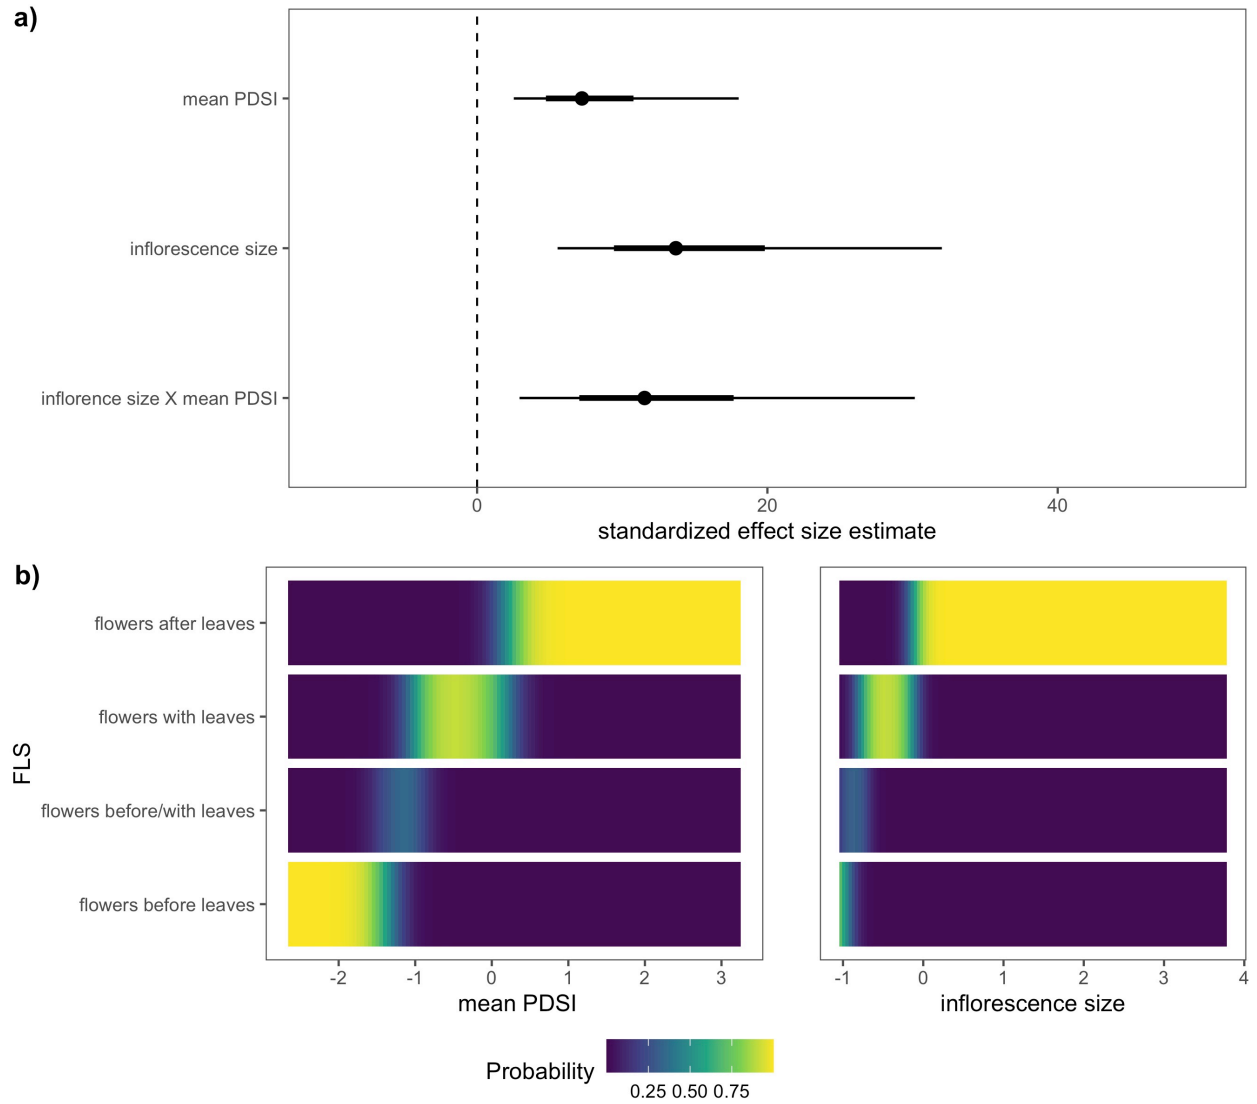 a)
mean PDSI
inflorescence size
inflorence size X mean PDSI
0 20 40
standardized effect size estimate
b)
FLS
flowers after leaves
flowers with leaves
flowers before/with leaves
flowers before leaves
-2 -1 0 1 2 3
mean PDSI
-1 0 1 2 3 4
inflorescence size
Probability
0.25 0.50 0.75